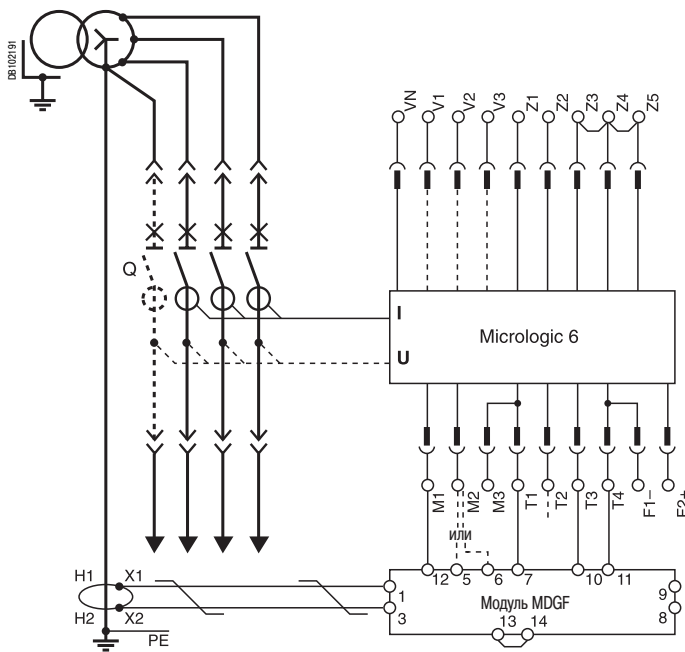 DB102191
VN V1 V2 V3 Z1 Z2 Z3 Z4 Z5
Q
I
Micrologic 6
U
M1 M2 M3 T1 T2 T3 T4 F1– F2+
или
12 5 6 7 10 11
H1 X1
1 Модуль MDGF 9
3 8
H2 X2
13 14
PE